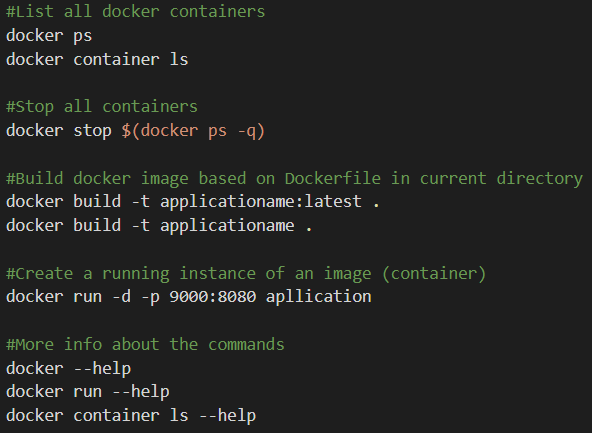 #List all docker containers
docker ps
docker container ls
#Stop all containers
docker stop $(docker ps -q)
#Build docker image based on Dockerfile in current directory
docker build -t applicationame:latest .
docker build -t applicationame .
#Create a running instance of an image (container)
docker run -d -p 9000:8080 apllication
#More info about the commands
docker --help
docker run --help
docker container ls --help